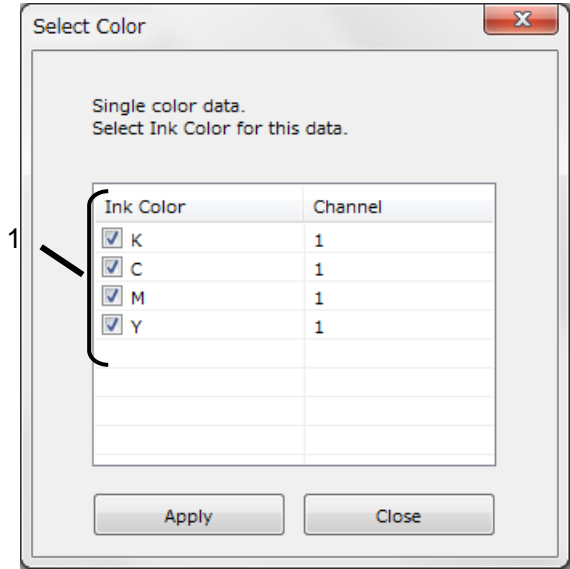 Select Color
Single color data.
Select Ink Color for this data.
Ink Color Channel
1
K 1
C 1
M 1
Y 1
Apply Close